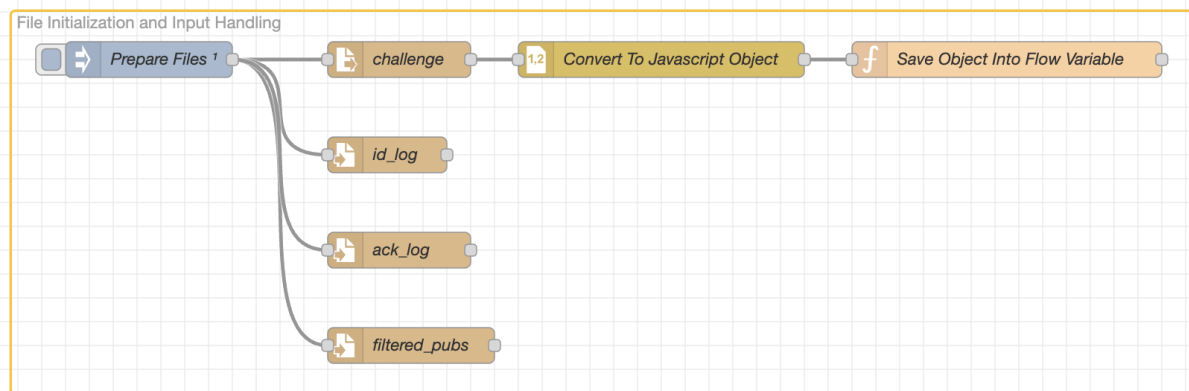 File Initialization and Input Handling
Prepare Files ¹
challenge
1,2
Convert To Javascript Object
f
Save Object Into Flow Variable
id_log
ack_log
filtered_pubs